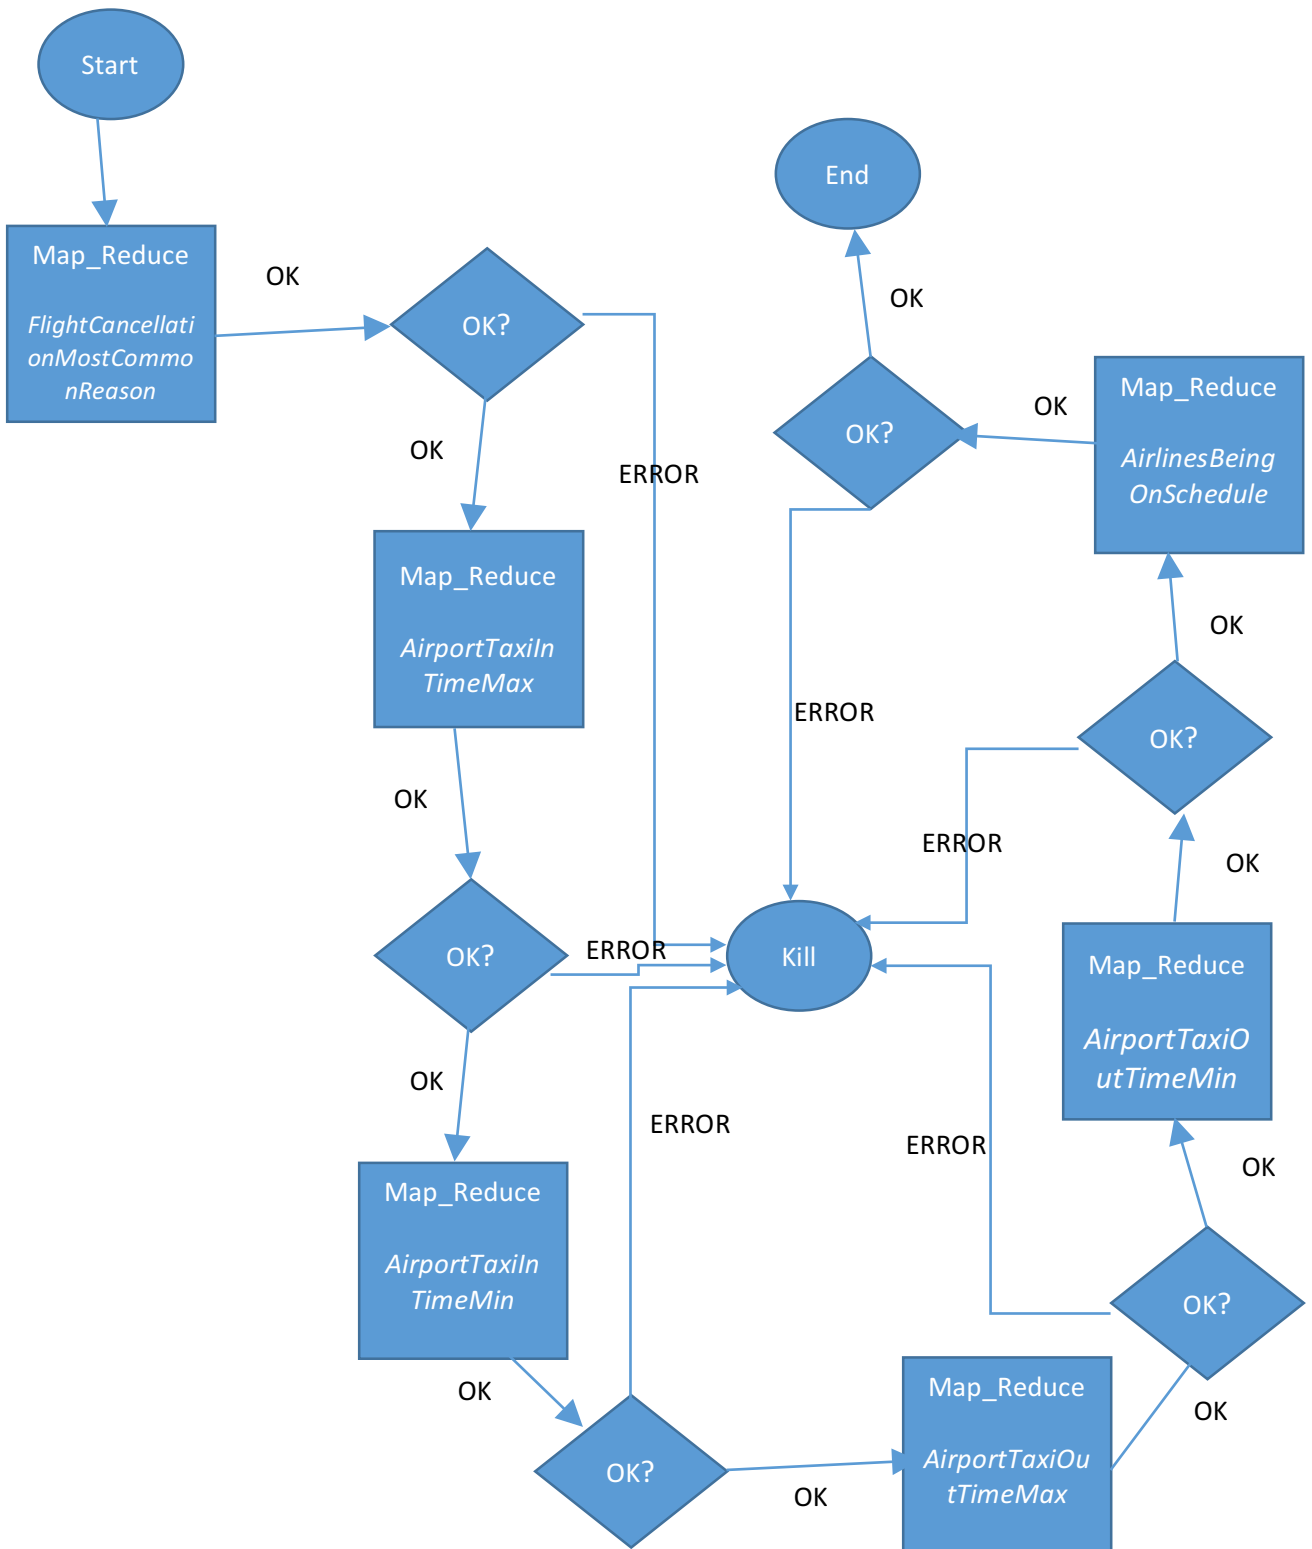 Start
Map_Reduce
FlightCancellati
onMostCommo
nReason
OK
OK?
ERROR
OK
Map_Reduce
AirportTaxiIn
TimeMax
OK
OK?
ERROR
OK
Map_Reduce
AirportTaxiIn
TimeMin
OK
OK?
ERROR
OK
Map_Reduce
AirportTaxiOu
tTimeMax
OK
OK?
ERROR
OK
Map_Reduce
AirportTaxiO
utTimeMin
OK
OK?
ERROR
OK
Map_Reduce
AirlinesBeing
OnSchedule
OK
OK?
ERROR
OK
End
Kill